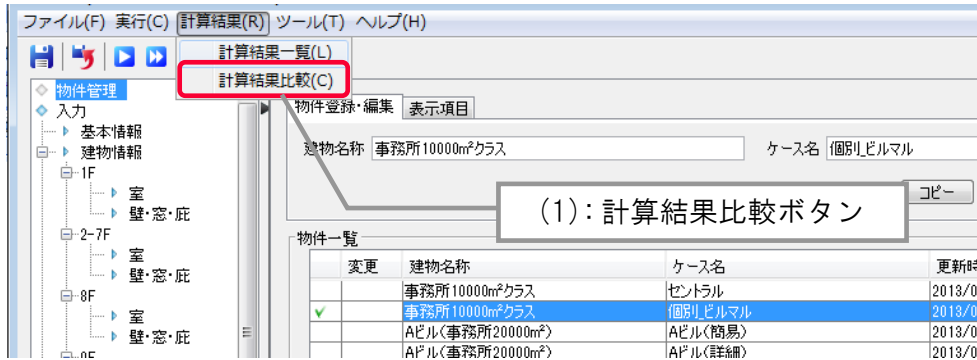 ファイル(F) 実行(C) 計算結果(R) ツール(T) ヘルプ(H)
計算結果一覧(L)
計算結果比較(C)
物件管理
入力
基本情報
建物情報
1F
室
壁・窓・庇
2-7F
室
壁・窓・庇
8F
室
壁・窓・庇
物件登録・編集 表示項目
建物名称 事務所10000㎡クラス ケース名 個別_ビルマル
コピー
(1):計算結果比較ボタン
物件一覧
変更 建物名称 ケース名
事務所10000㎡クラス セントラル 2013/0
事務所10000㎡クラス 個別_ビルマル 2013/0
Aビル(事務所20000㎡) Aビル(簡易) 2013/0
Aビル(事務所20000㎡) Aビル(詳細) 2013/0